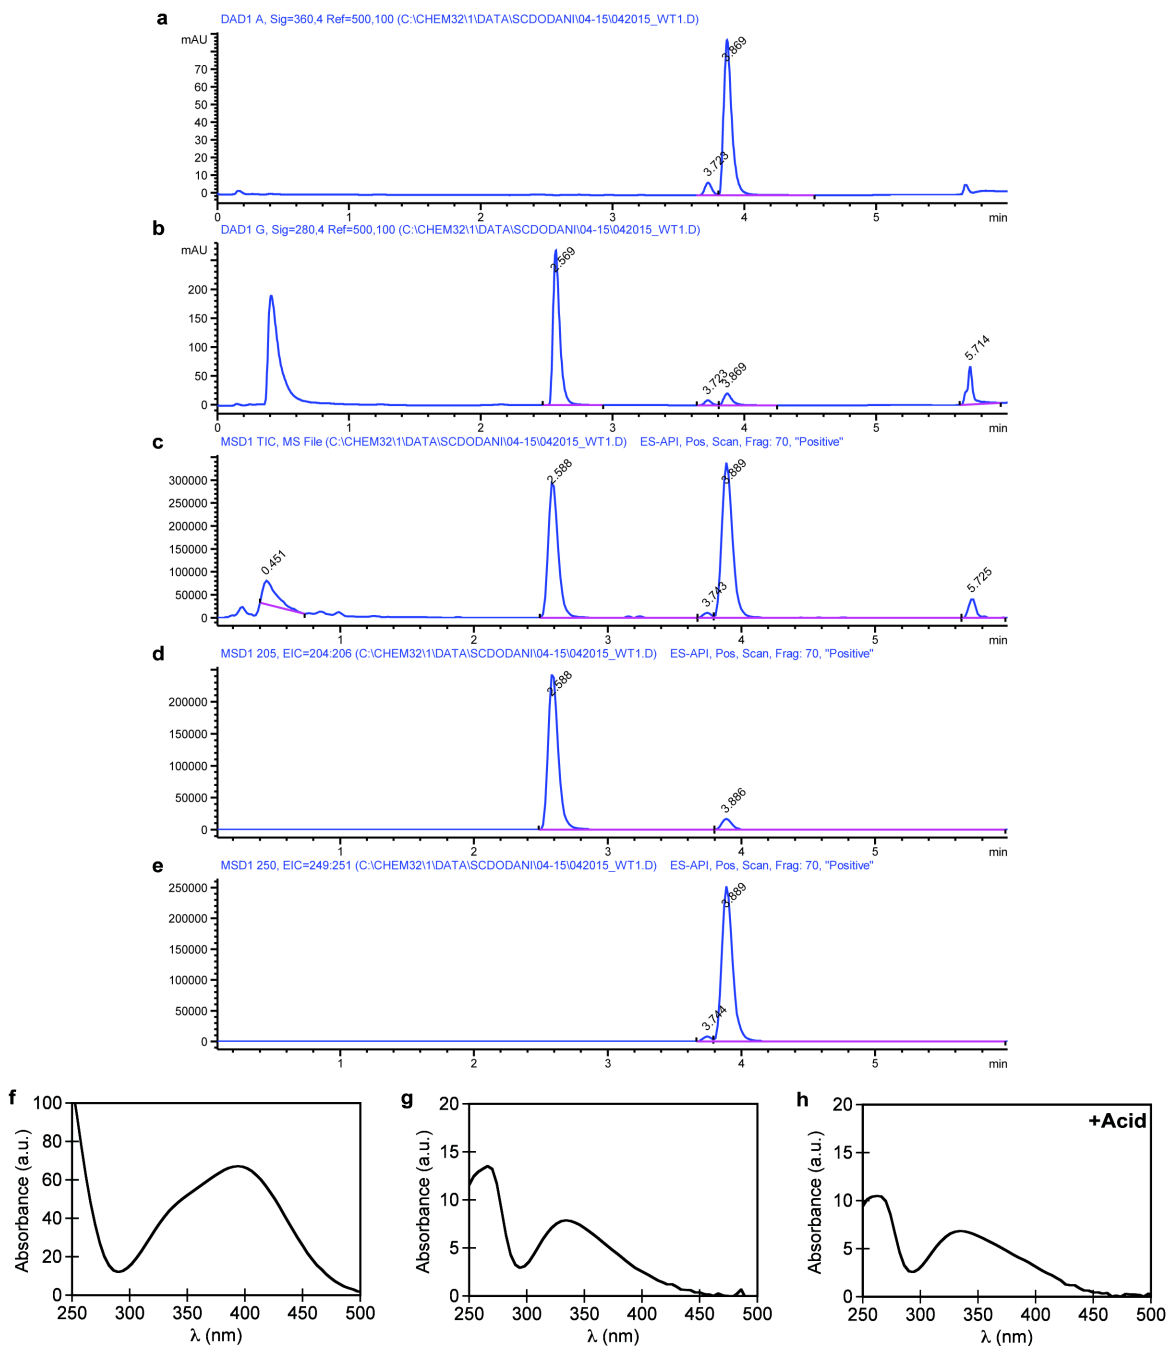 a
DAD1 A, Sig=360,4 Ref=500,100 (C:\CHEM32\1\DATA\SCDODANI\04-15\042015_WT1.D)
mAU
70
60
50
40
30
20
10
0
3.723
3.869
0 1 2 3 4 5 min
b
DAD1 G, Sig=280,4 Ref=500,100 (C:\CHEM32\1\DATA\SCDODANI\04-15\042015_WT1.D)
mAU
200
150
100
50
0
2.569
3.723
3.869
5.714
0 1 2 3 4 5 min
c
MSD1 TIC, MS File (C:\CHEM32\1\DATA\SCDODANI\04-15\042015_WT1.D) ES-API, Pos, Scan, Frag: 70, "Positive"
300000
250000
200000
150000
100000
50000
0
0.451
2.588
3.743
3.889
5.725
1 2 3 4 5 min
d
MSD1 205, EIC=204:206 (C:\CHEM32\1\DATA\SCDODANI\04-15\042015_WT1.D) ES-API, Pos, Scan, Frag: 70, "Positive"
200000
150000
100000
50000
0
2.588
3.886
1 2 3 4 5 min
e
MSD1 250, EIC=249:251 (C:\CHEM32\1\DATA\SCDODANI\04-15\042015_WT1.D) ES-API, Pos, Scan, Frag: 70, "Positive"
250000
200000
150000
100000
50000
0
3.744
3.889
1 2 3 4 5 min
f
Absorbance (a.u.)
100
80
60
40
20
0
250 300 350 400 450 500
λ (nm)
g
Absorbance (a.u.)
20
15
10
5
0
250 300 350 400 450 500
λ (nm)
h
+Acid
Absorbance (a.u.)
20
15
10
5
0
250 300 350 400 450 500
λ (nm)